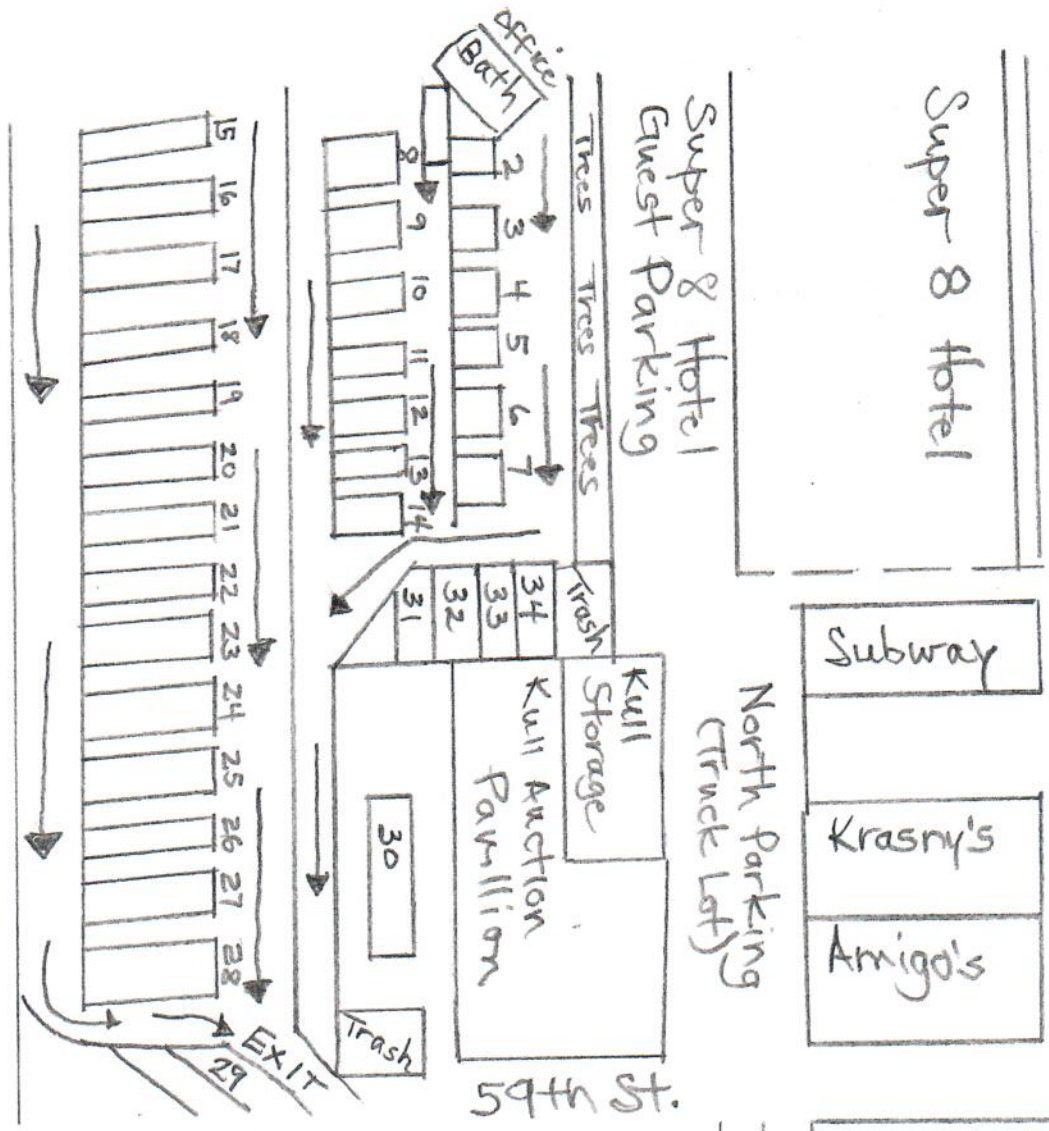 Office
Bath
Super 8 Hotel
Super 8 Hotel
Guest Parking
Trees Trees Trees
2
3
4
5
6
7
8
9
10
11
12
13
14
15
16
17
18
19
20
21
22
23
24
25
26
27
28
34
33
32
31
Trash
Kull
Storage
Kull Auction
Pavillion
30
Trash
North Parking
(Truck Lot)
Subway
Krasny's
Amigo's
EXIT
29
59th St.